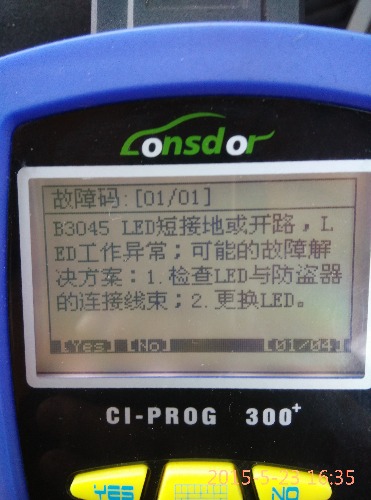 Lonsdor
故障码:[01/01]
B3045 LED短接地或开路,L
ED工作异常;可能的故障解
决方案:1.检查LED与防盗器
的连接线束;2.更换LED。
[Yes] [No] [01/04]
CI-PROG 300+
YES NO
2015-5-23 16:35